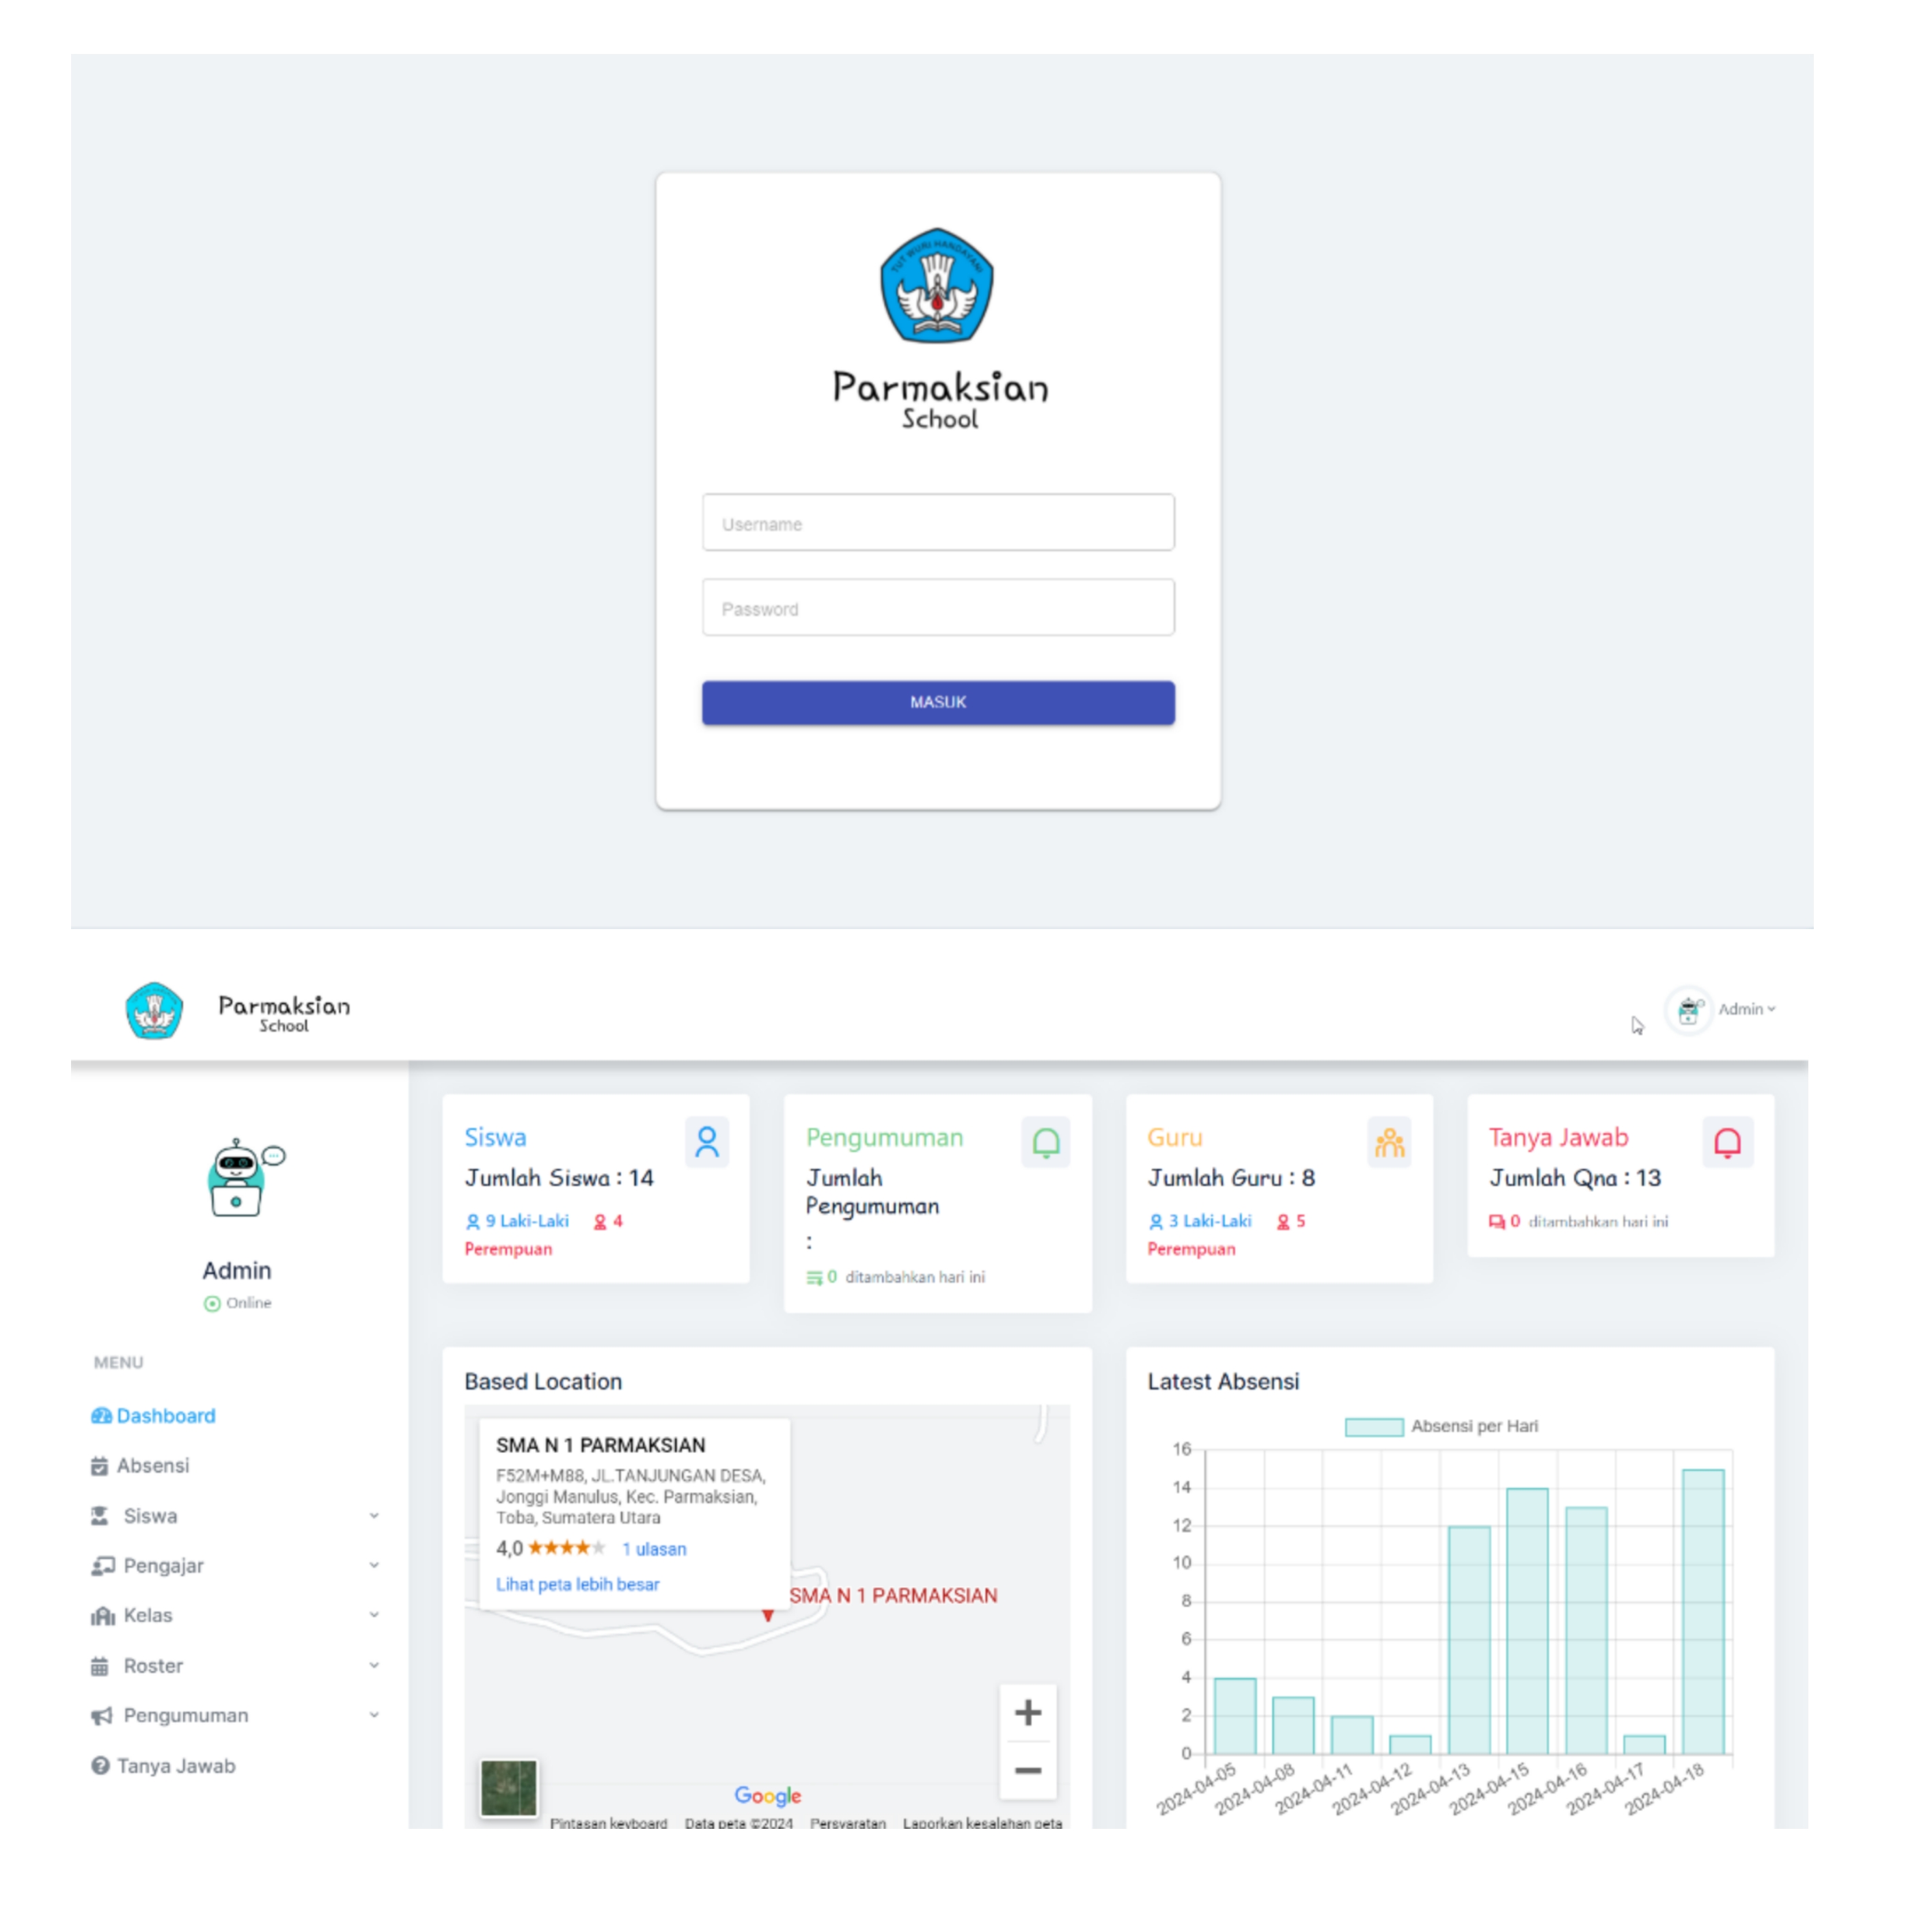 TUT WURI HANDAYANI
Parmaksian
School
Username
Password
MASUK
Parmaksian
School
Admin
Admin
Online
MENU
Dashboard
Absensi
Siswa
Pengajar
Kelas
Roster
Pengumuman
Tanya Jawab
Siswa
Jumlah Siswa : 14
9 Laki-Laki 4
Perempuan
Pengumuman
Jumlah
Pengumuman
:
0 ditambahkan hari ini
Guru
Jumlah Guru : 8
3 Laki-Laki 5
Perempuan
Tanya Jawab
Jumlah Qna : 13
0 ditambahkan hari ini
Based Location
SMA N 1 PARMAKSIAN
F52M+M88, JL.TANJUNGAN DESA,
Jonggi Manulus, Kec. Parmaksian,
Toba, Sumatera Utara
4,0 ★★★★★ 1 ulasan
Lihat peta lebih besar
SMA N 1 PARMAKSIAN
+
−
Google
Pintasan keyboard Data peta ©2024 Persyaratan Laporkan kesalahan peta
Latest Absensi
Absensi per Hari
16
14
12
10
8
6
4
2
0
2024-04-05 2024-04-08 2024-04-11 2024-04-12 2024-04-13 2024-04-15 2024-04-16 2024-04-17 2024-04-18